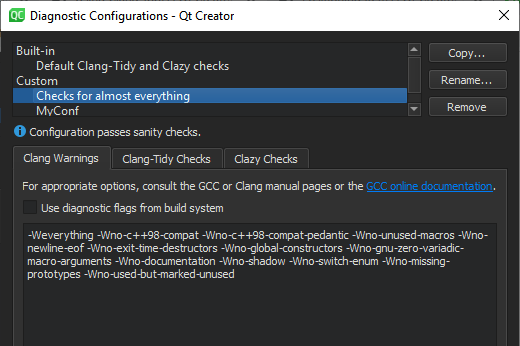 QC Diagnostic Configurations - Qt Creator
Built-in
Default Clang-Tidy and Clazy checks
Custom
Checks for almost everything
MyConf
Copy...
Rename...
Remove
Configuration passes sanity checks.
Clang Warnings Clang-Tidy Checks Clazy Checks
For appropriate options, consult the GCC or Clang manual pages or the GCC online documentation.
Use diagnostic flags from build system
-Weverything -Wno-c++98-compat -Wno-c++98-compat-pedantic -Wno-unused-macros -Wno-
newline-eof -Wno-exit-time-destructors -Wno-global-constructors -Wno-gnu-zero-variadic-
macro-arguments -Wno-documentation -Wno-shadow -Wno-switch-enum -Wno-missing-
prototypes -Wno-used-but-marked-unused